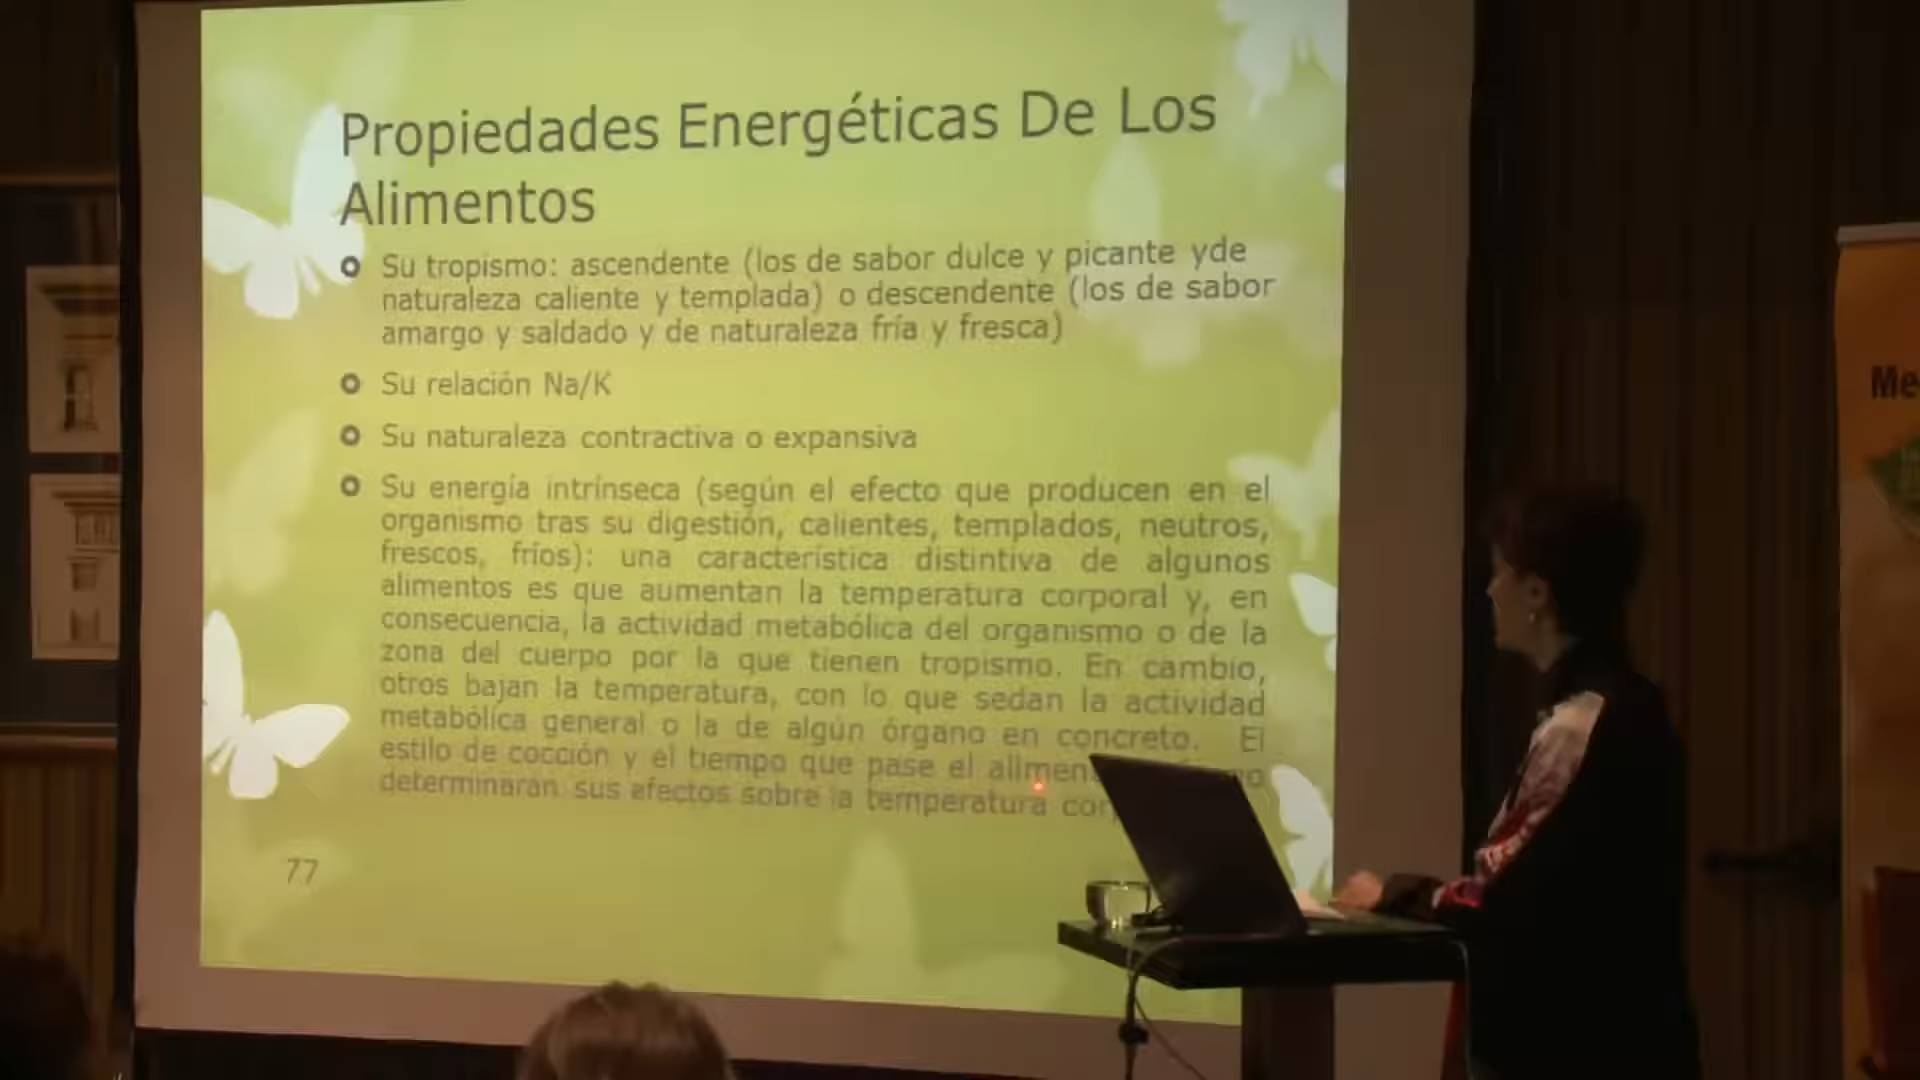 Propiedades Energéticas De Los
Alimentos
Su tropismo: ascendente (los de sabor dulce y picante yde
naturaleza caliente y templada) o descendente (los de sabor
amargo y saldado y de naturaleza fría y fresca)
Su relación Na/K
Su naturaleza contractiva o expansiva
Su energía intrínseca (según el efecto que producen en el
organismo tras su digestión, calientes, templados, neutros,
frescos, fríos): una característica distintiva de algunos
alimentos es que aumentan la temperatura corporal y, en
consecuencia, la actividad metabólica del organismo o de la
zona del cuerpo por la que tienen tropismo. En cambio,
otros bajan la temperatura, con lo que sedan la actividad
metabólica general o la de algún órgano en concreto. El
estilo de cocción y el tiempo que pase el
determinarán sus efectos sobre la temperatura
77
Me